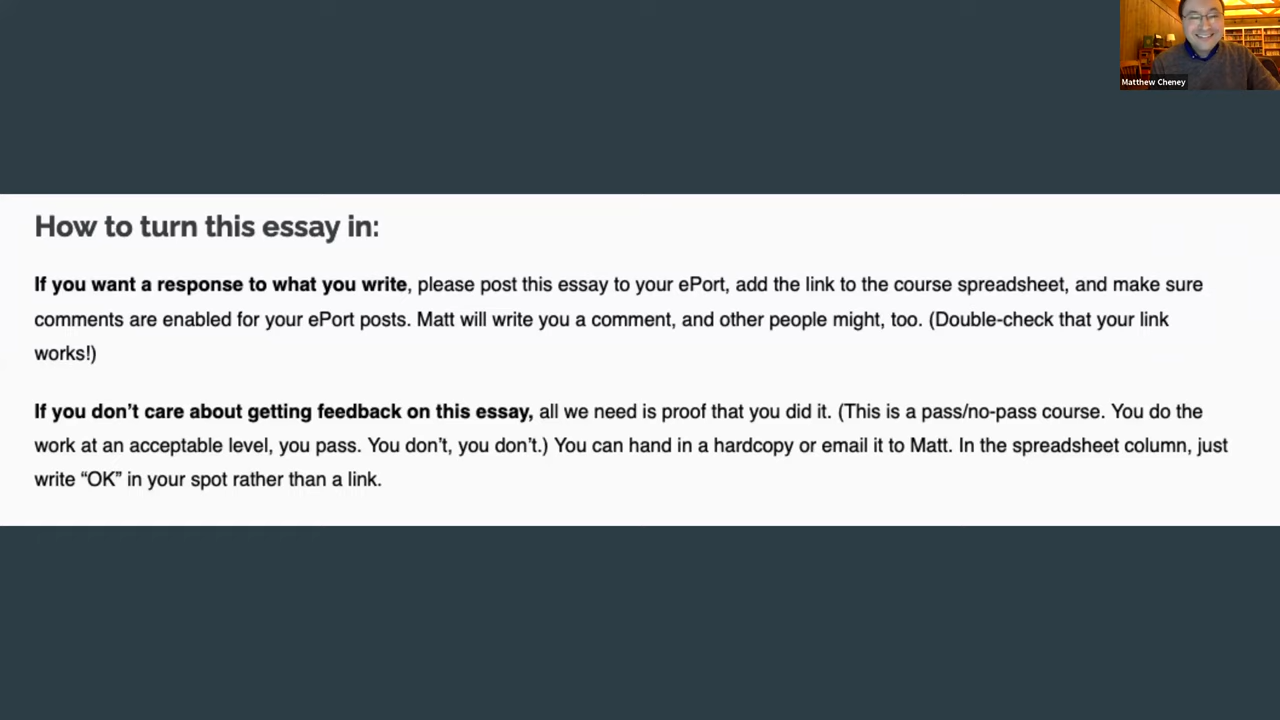 Matthew Cheney
How to turn this essay in:
If you want a response to what you write, please post this essay to your ePort, add the link to the course spreadsheet, and make sure
comments are enabled for your ePort posts. Matt will write you a comment, and other people might, too. (Double-check that your link
works!)
If you don’t care about getting feedback on this essay, all we need is proof that you did it. (This is a pass/no-pass course. You do the
work at an acceptable level, you pass. You don’t, you don’t.) You can hand in a hardcopy or email it to Matt. In the spreadsheet column, just
write “OK” in your spot rather than a link.